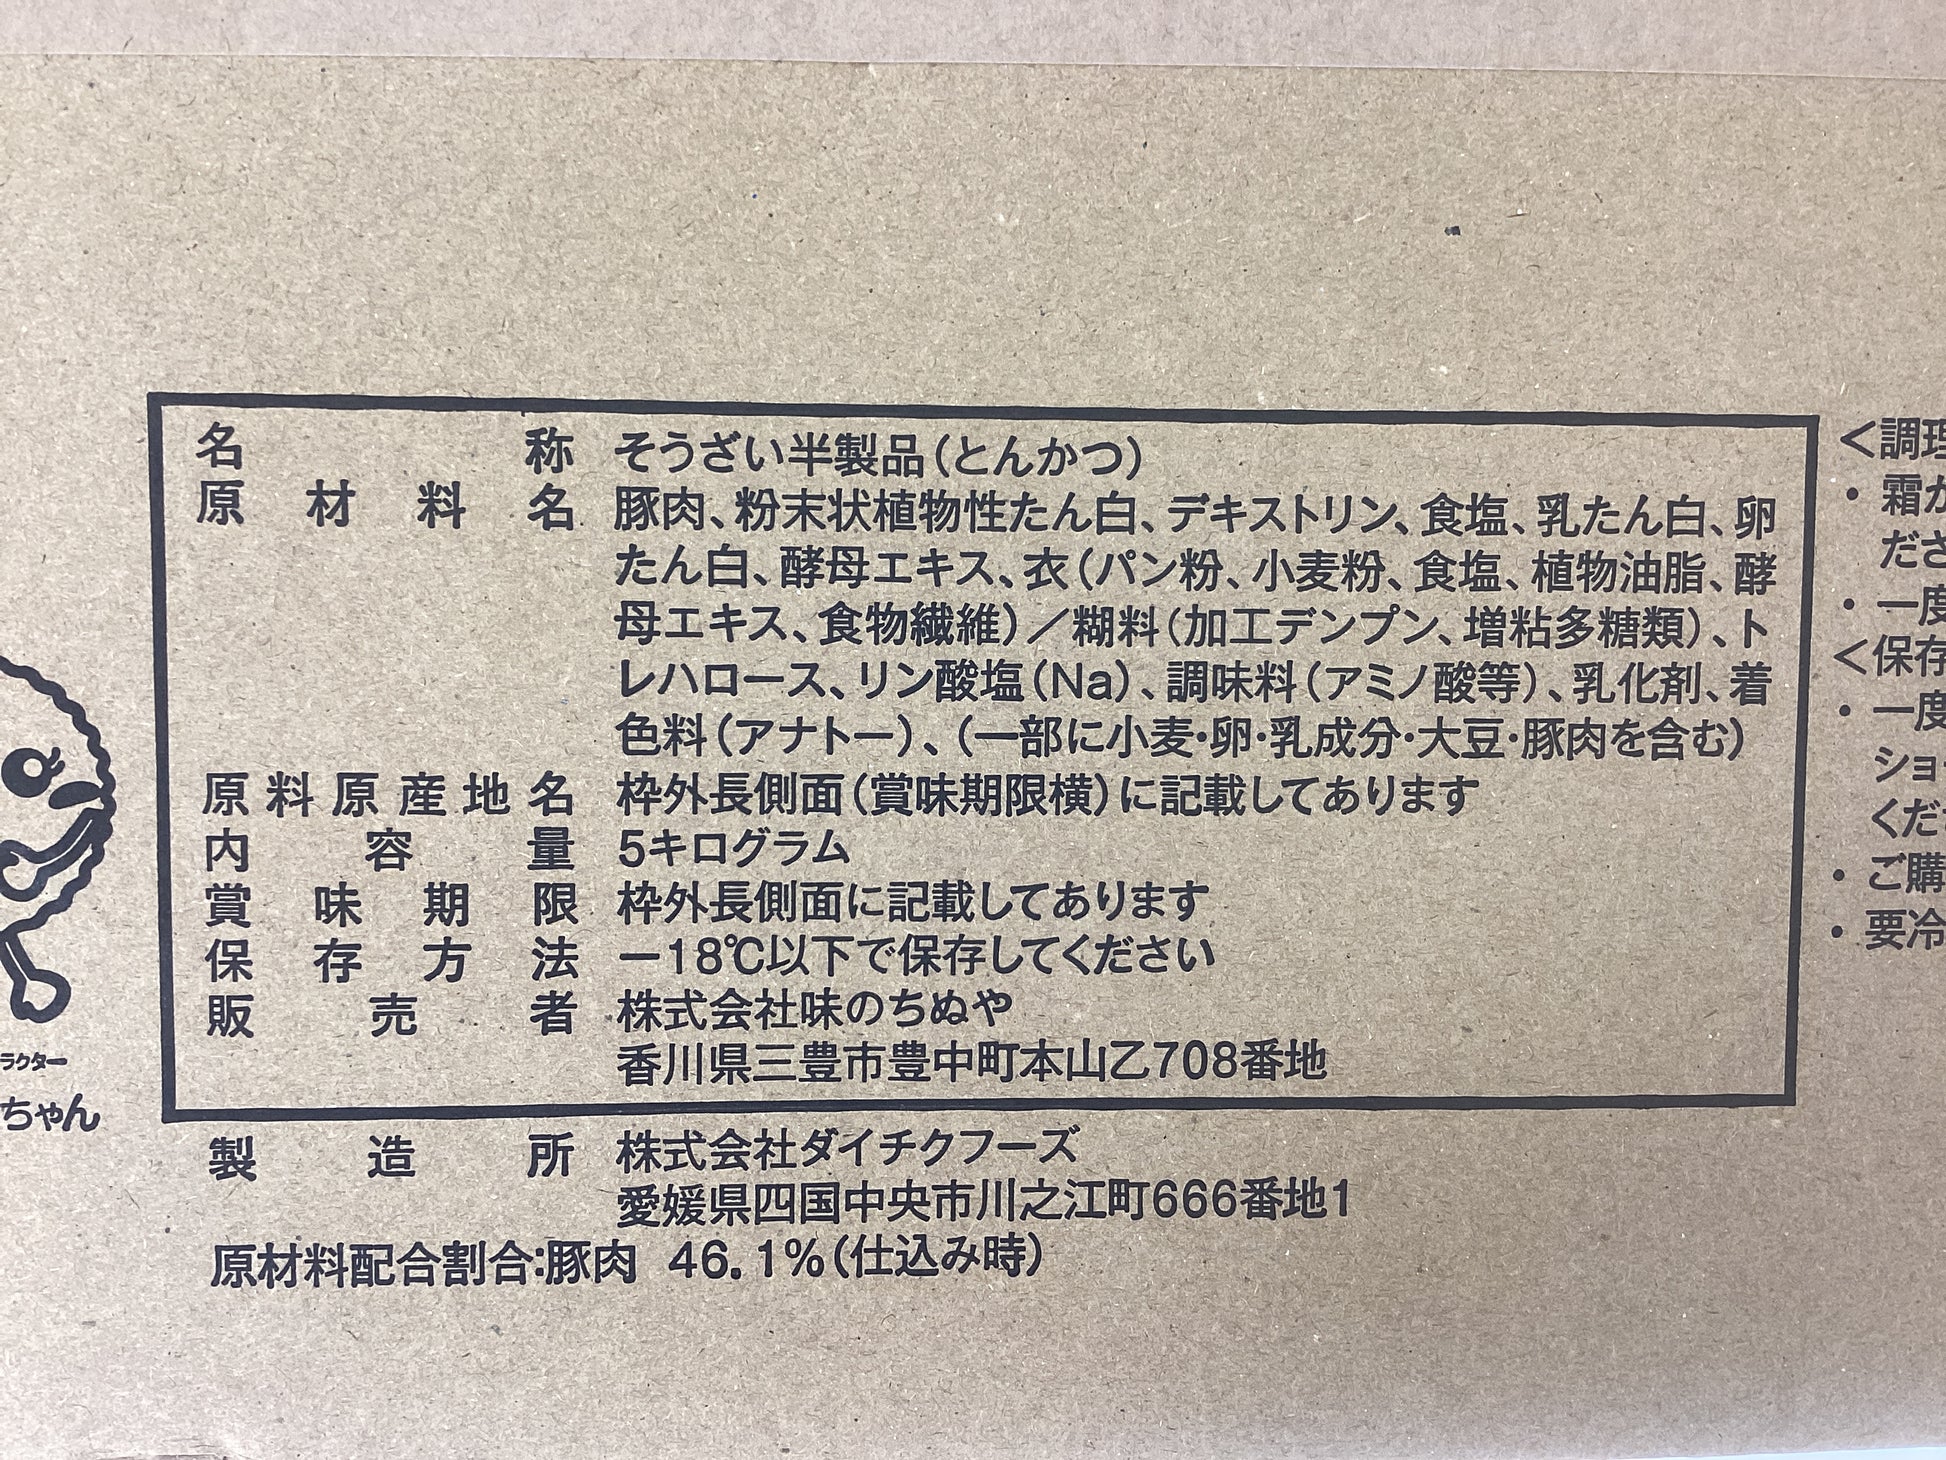 名称 そうざい半製品(とんかつ)
原材料名 豚肉、粉末状植物性たん白、デキストリン、食塩、乳たん白、卵
たん白、酵母エキス、衣(パン粉、小麦粉、食塩、植物油脂、酵
母エキス、食物繊維)/糊料(加工デンプン、増粘多糖類)、ト
レハロース、リン酸塩(Na)、調味料(アミノ酸等)、乳化剤、着
色料(アナトー)、(一部に小麦・卵・乳成分・大豆・豚肉を含む)
原料原産地名 枠外長側面(賞味期限横)に記載してあります
内容量 5キログラム
賞味期限 枠外長側面に記載してあります
保存方法 -18℃以下で保存してください
販売者 株式会社味のちぬや
香川県三豊市豊中町本山乙708番地
製造所 株式会社ダイチクフーズ
愛媛県四国中央市川之江町666番地1
原材料配合割合:豚肉 46.1%(仕込み時)
ラクター
ちゃん
<調理
・霜が
ださ
・一度
<保存
・一度
ショー
くださ
・ご購
・要冷